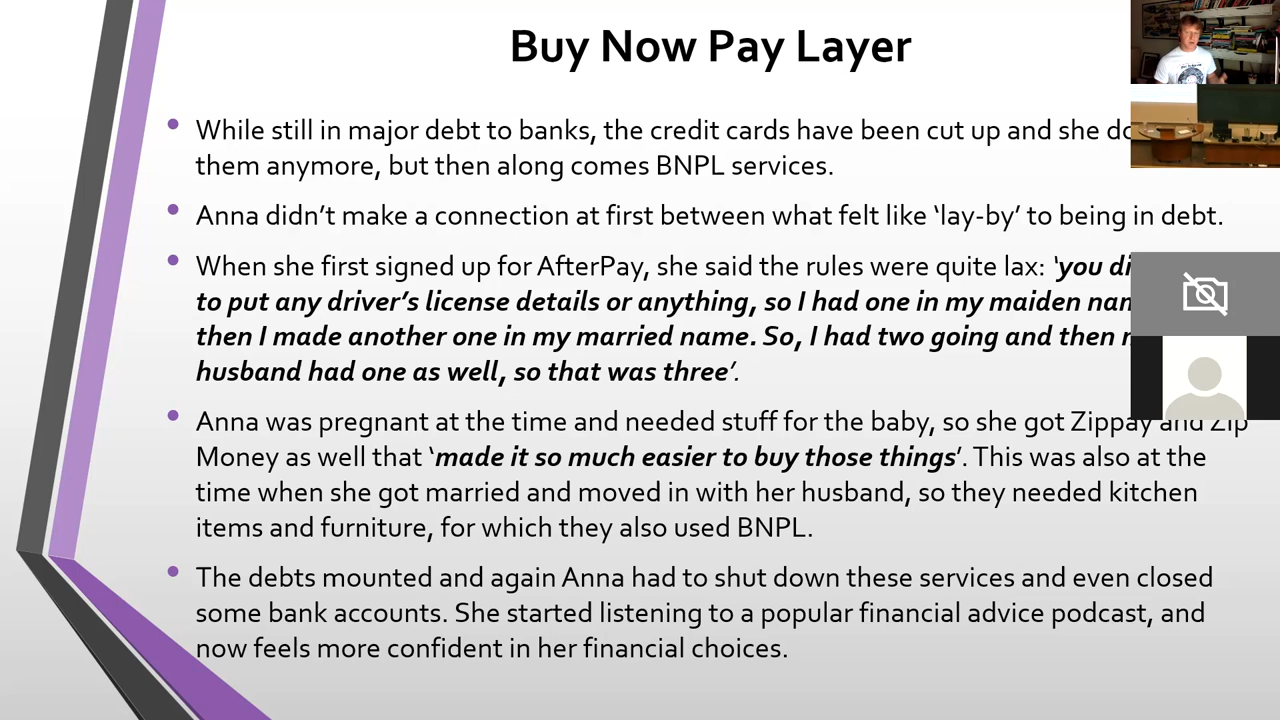 Buy Now Pay Layer
• While still in major debt to banks, the credit cards have been cut up and she
them anymore, but then along comes BNPL services.
• Anna didn’t make a connection at first between what felt like ‘lay-by’ to being in debt.
• When she first signed up for AfterPay, she said the rules were quite lax: ‘you
to put any driver’s license details or anything, so I had one in my maiden
then I made another one in my married name. So, I had two going and then
husband had one as well, so that was three’.
• Anna was pregnant at the time and needed stuff for the baby, so she got Zippay and Zip
Money as well that ‘made it so much easier to buy those things’. This was also at the
time when she got married and moved in with her husband, so they needed kitchen
items and furniture, for which they also used BNPL.
• The debts mounted and again Anna had to shut down these services and even closed
some bank accounts. She started listening to a popular financial advice podcast, and
now feels more confident in her financial choices.